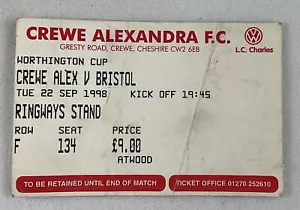 CREWE ALEXANDRA F.C.
GRESTY ROAD, CREWE, CHESHIRE CW2 6EB
L.C. Charles
WORTHINGTON CUP
CREWE ALEX V BRISTOL
TUE 22 SEP 1998 KICK OFF 19:45
RINGWAYS STAND
ROW SEAT PRICE
F 134 £9.00
ATWOOD
TO BE RETAINED UNTIL END OF MATCH TICKET OFFICE 01270 252610